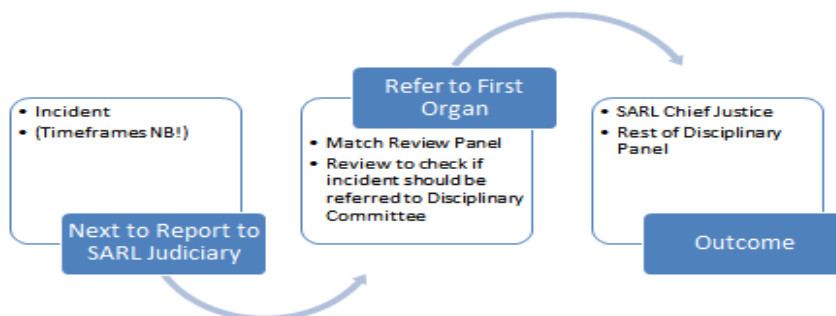 • Incident
• (Timeframes NB!)
Next to Report to
SARL Judiciary
Refer to First
Organ
• Match Review Panel
• Review to check if
incident should be
referred to Disciplinary
Committee
• SARL Chief Justice
• Rest of Disciplinary
Panel
Outcome